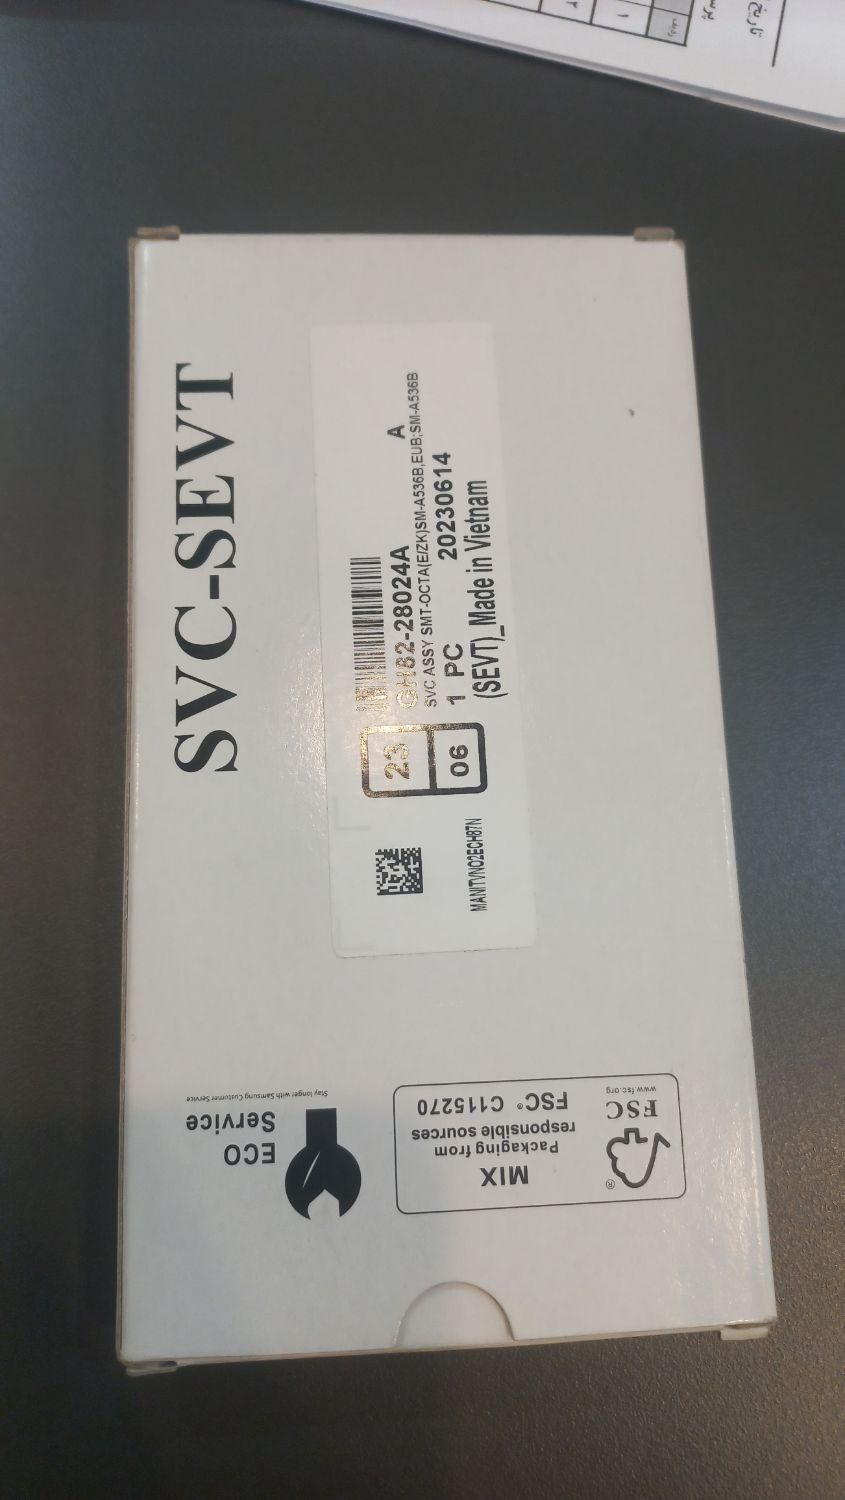 SVC-SEVT
GH82-28024A A
SVC ASSY SMT-OCTA(E/ZK)SM-A536B,EUB;SM-A536B
1 PC 20230614
(SEVT)_Made in Vietnam
23
06
MANITVNO2ECH87N
ECO
Service
Stay longer with Samsung Customer Service
MIX
Packaging from
responsible sources
FSC® C115270
®
FSC
www.fsc.org